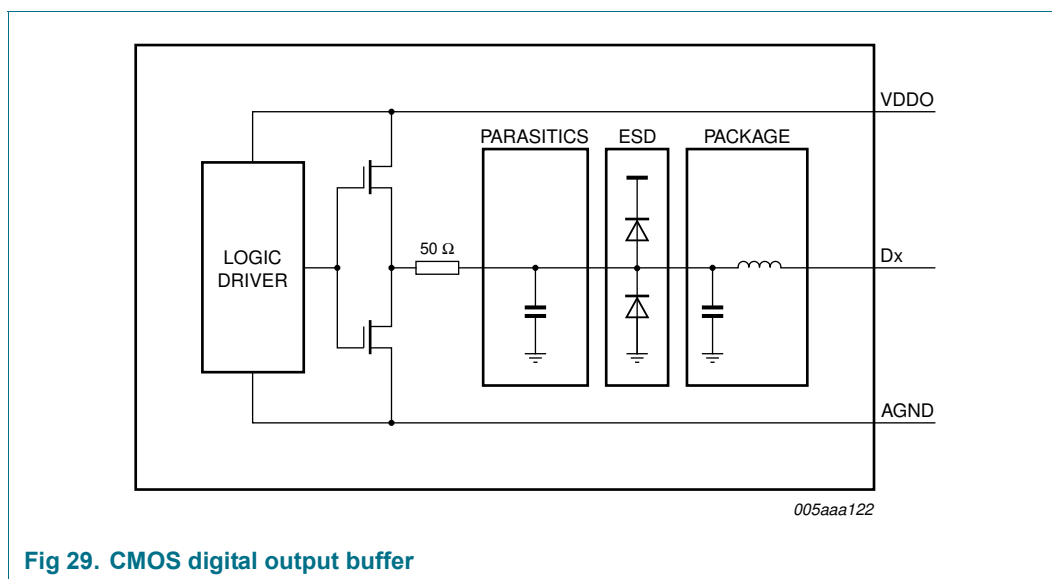 VDDO
PARASITICS
ESD
PACKAGE
50 Ω
LOGIC
DRIVER
Dx
AGND
005aaa122
Fig 29. CMOS digital output buffer